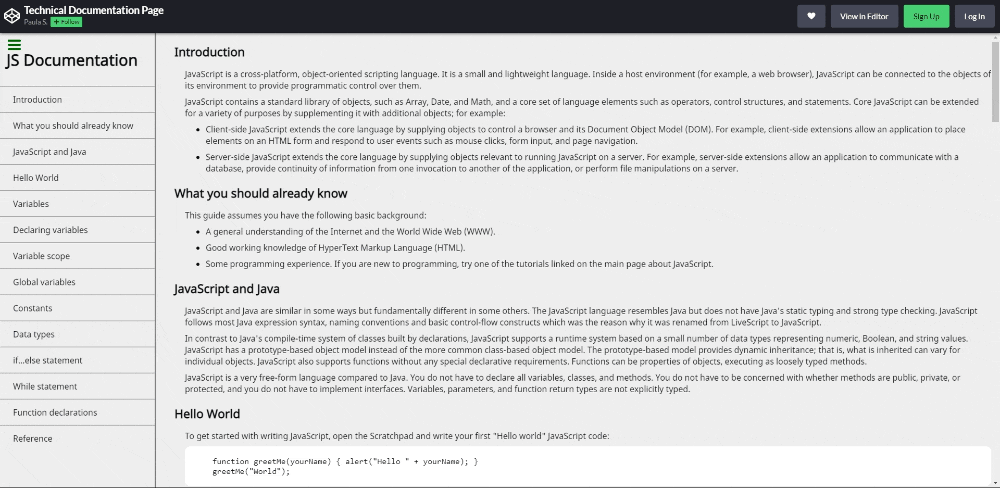 Technical Documentation Page
Paula S. + Follow
View in Editor
Sign Up
Log In
JS Documentation
Introduction
What you should already know
JavaScript and Java
Hello World
Variables
Declaring variables
Variable scope
Global variables
Constants
Data types
if...else statement
While statement
Function declarations
Reference
Introduction
JavaScript is a cross-platform, object-oriented scripting language. It is a small and lightweight language. Inside a host environment (for example, a web browser), JavaScript can be connected to the objects of
its environment to provide programmatic control over them.
JavaScript contains a standard library of objects, such as Array, Date, and Math, and a core set of language elements such as operators, control structures, and statements. Core JavaScript can be extended
for a variety of purposes by supplementing it with additional objects; for example:
• Client-side JavaScript extends the core language by supplying objects to control a browser and its Document Object Model (DOM). For example, client-side extensions allow an application to place
elements on an HTML form and respond to user events such as mouse clicks, form input, and page navigation.
• Server-side JavaScript extends the core language by supplying objects relevant to running JavaScript on a server. For example, server-side extensions allow an application to communicate with a
database, provide continuity of information from one invocation to another of the application, or perform file manipulations on a server.
What you should already know
This guide assumes you have the following basic background:
• A general understanding of the Internet and the World Wide Web (WWW).
• Good working knowledge of HyperText Markup Language (HTML).
• Some programming experience. If you are new to programming, try one of the tutorials linked on the main page about JavaScript.
JavaScript and Java
JavaScript and Java are similar in some ways but fundamentally different in some others. The JavaScript language resembles Java but does not have Java's static typing and strong type checking. JavaScript
follows most Java expression syntax, naming conventions and basic control-flow constructs which was the reason why it was renamed from LiveScript to JavaScript.
In contrast to Java's compile-time system of classes built by declarations, JavaScript supports a runtime system based on a small number of data types representing numeric, Boolean, and string values.
JavaScript has a prototype-based object model instead of the more common class-based object model. The prototype-based model provides dynamic inheritance; that is, what is inherited can vary for
individual objects. JavaScript also supports functions without any special declarative requirements. Functions can be properties of objects, executing as loosely typed methods.
JavaScript is a very free-form language compared to Java. You do not have to declare all variables, classes, and methods. You do not have to be concerned with whether methods are public, private, or
protected, and you do not have to implement interfaces. Variables, parameters, and function return types are not explicitly typed.
Hello World
To get started with writing JavaScript, open the Scratchpad and write your first "Hello world" JavaScript code:
function greetMe(yourName) { alert("Hello " + yourName); }
greetMe("World");